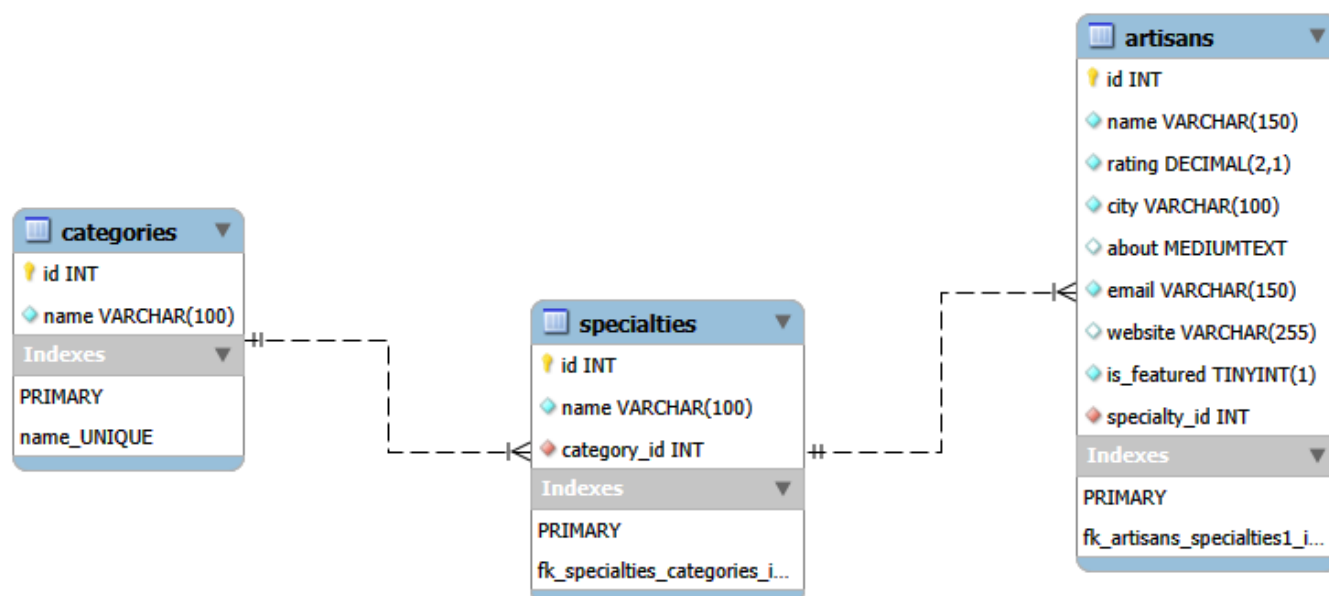 categories
id INT
name VARCHAR(100)
Indexes
PRIMARY
name_UNIQUE
specialties
id INT
name VARCHAR(100)
category_id INT
Indexes
PRIMARY
fk_specialties_categories_i...
artisans
id INT
name VARCHAR(150)
rating DECIMAL(2,1)
city VARCHAR(100)
about MEDIUMTEXT
email VARCHAR(150)
website VARCHAR(255)
is_featured TINYINT(1)
specialty_id INT
Indexes
PRIMARY
fk_artisans_specialties1_i...